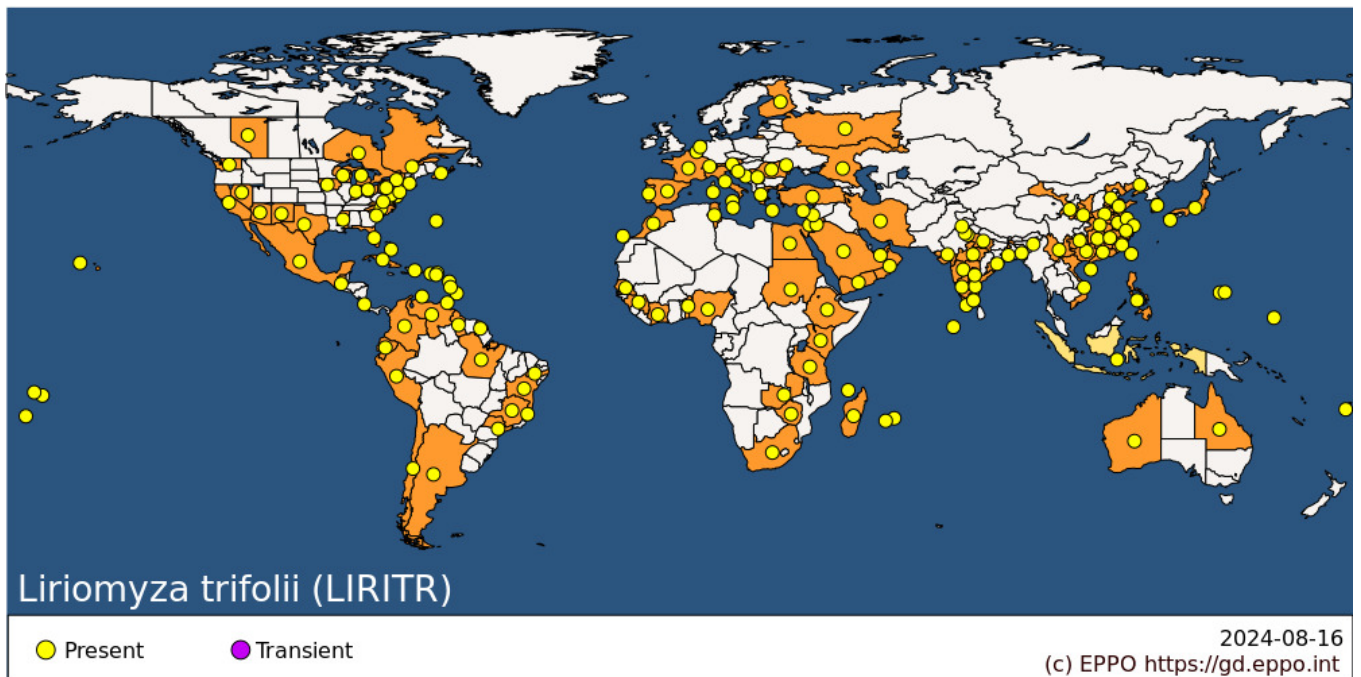 Liriomyza trifolii (LIRITR)
Present
Transient
2024-08-16
(c) EPPO https://gd.eppo.int